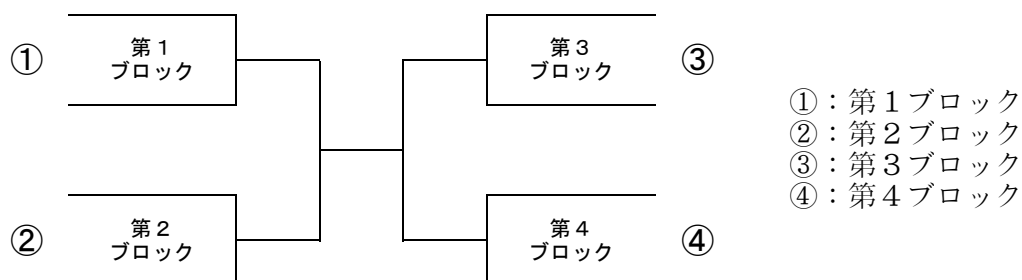 ①
第１
ブロック
第３
ブロック
③
②
第２
ブロック
第４
ブロック
④
①：第１ブロック
②：第２ブロック
③：第３ブロック
④：第４ブロック